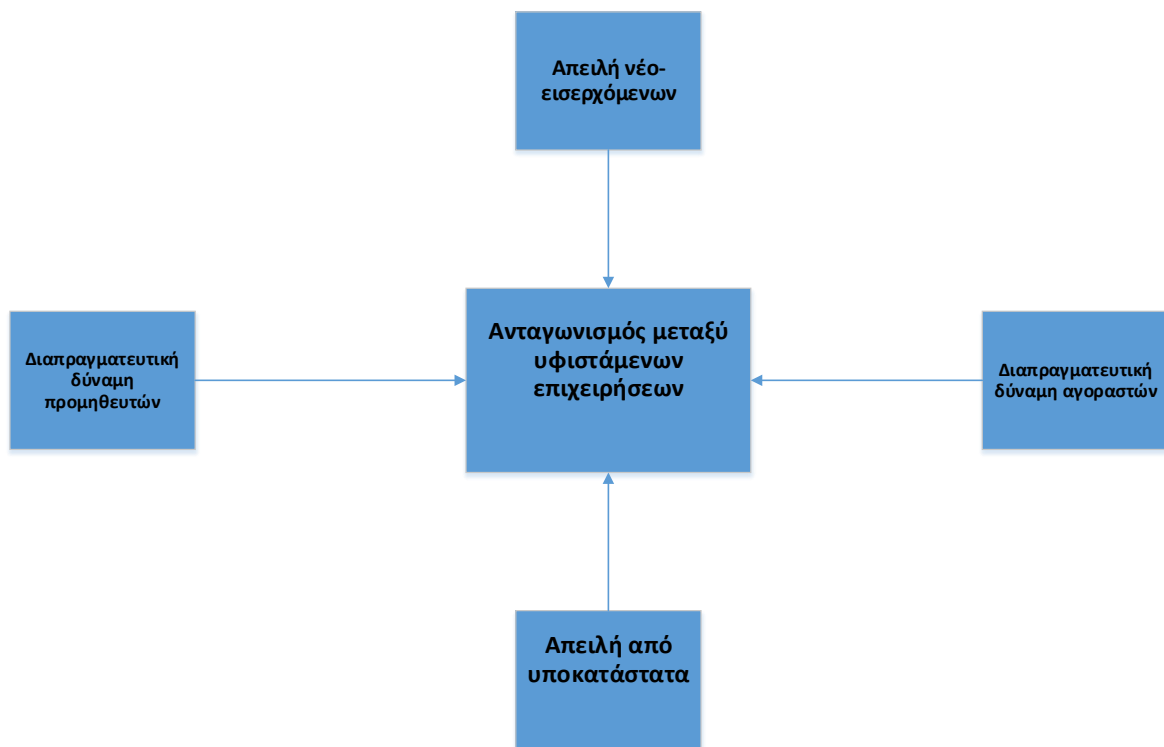 Απειλή νέο-
εισερχόμενων
Ανταγωνισμός μεταξύ
υφιστάμενων
επιχειρήσεων
Διαπραγματευτική
δύναμη
προμηθευτών
Διαπραγματευτική
δύναμη αγοραστών
Απειλή από
υποκατάστατα